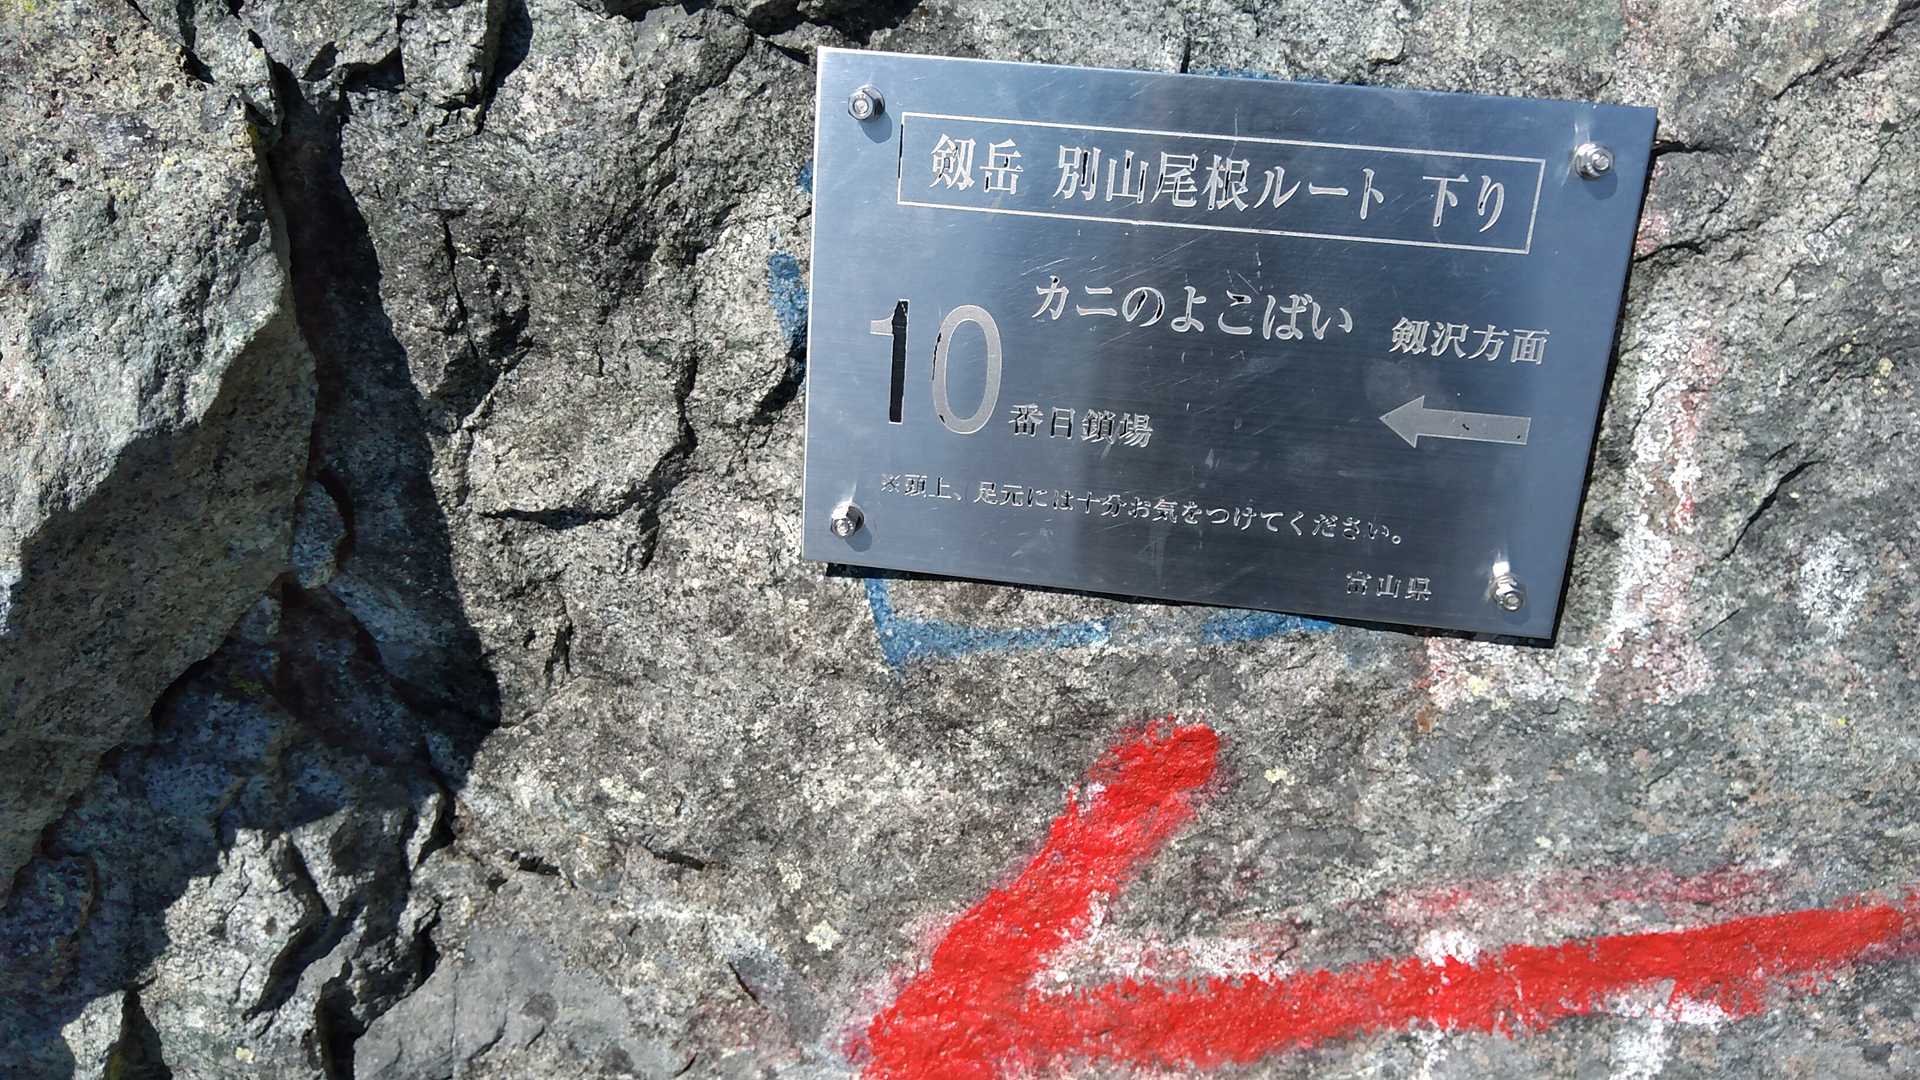 剱岳 別山尾根ルート 下り
カニのよこばい
剱沢方面
10番目鎖場
※頭上、足元には十分お気をつけてください。
富山県